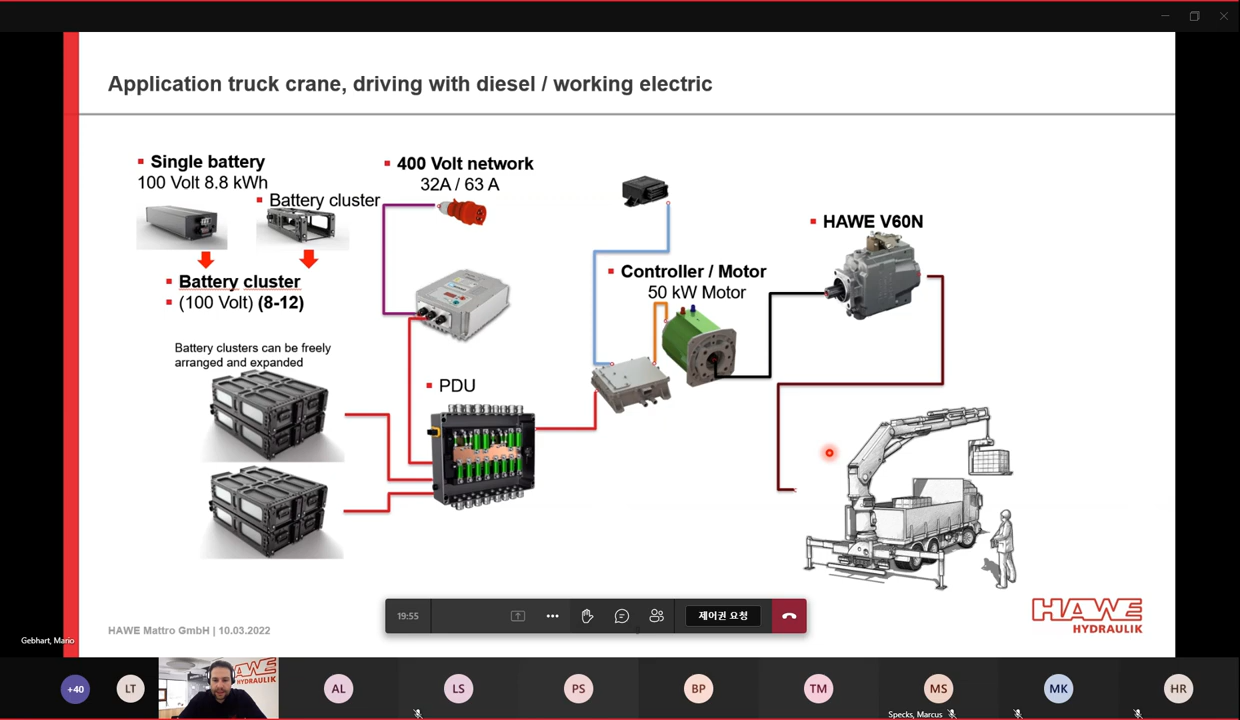 Application truck crane, driving with diesel / working electric
Single battery
100 Volt 8.8 kWh
Battery cluster
Battery cluster
(100 Volt) (8-12)
Battery clusters can be freely
arranged and expanded
400 Volt network
32A / 63 A
PDU
Controller / Motor
50 kW Motor
HAWE V60N
HAWE Mattro GmbH | 10.03.2022
HAWE
HYDRAULIK
19:55
제어권 요청
Gebhart, Mario
+40
LT
HAWE
HYDRAULIK
AL
LS
PS
BP
TM
MS
Specks, Marcus
MK
HR